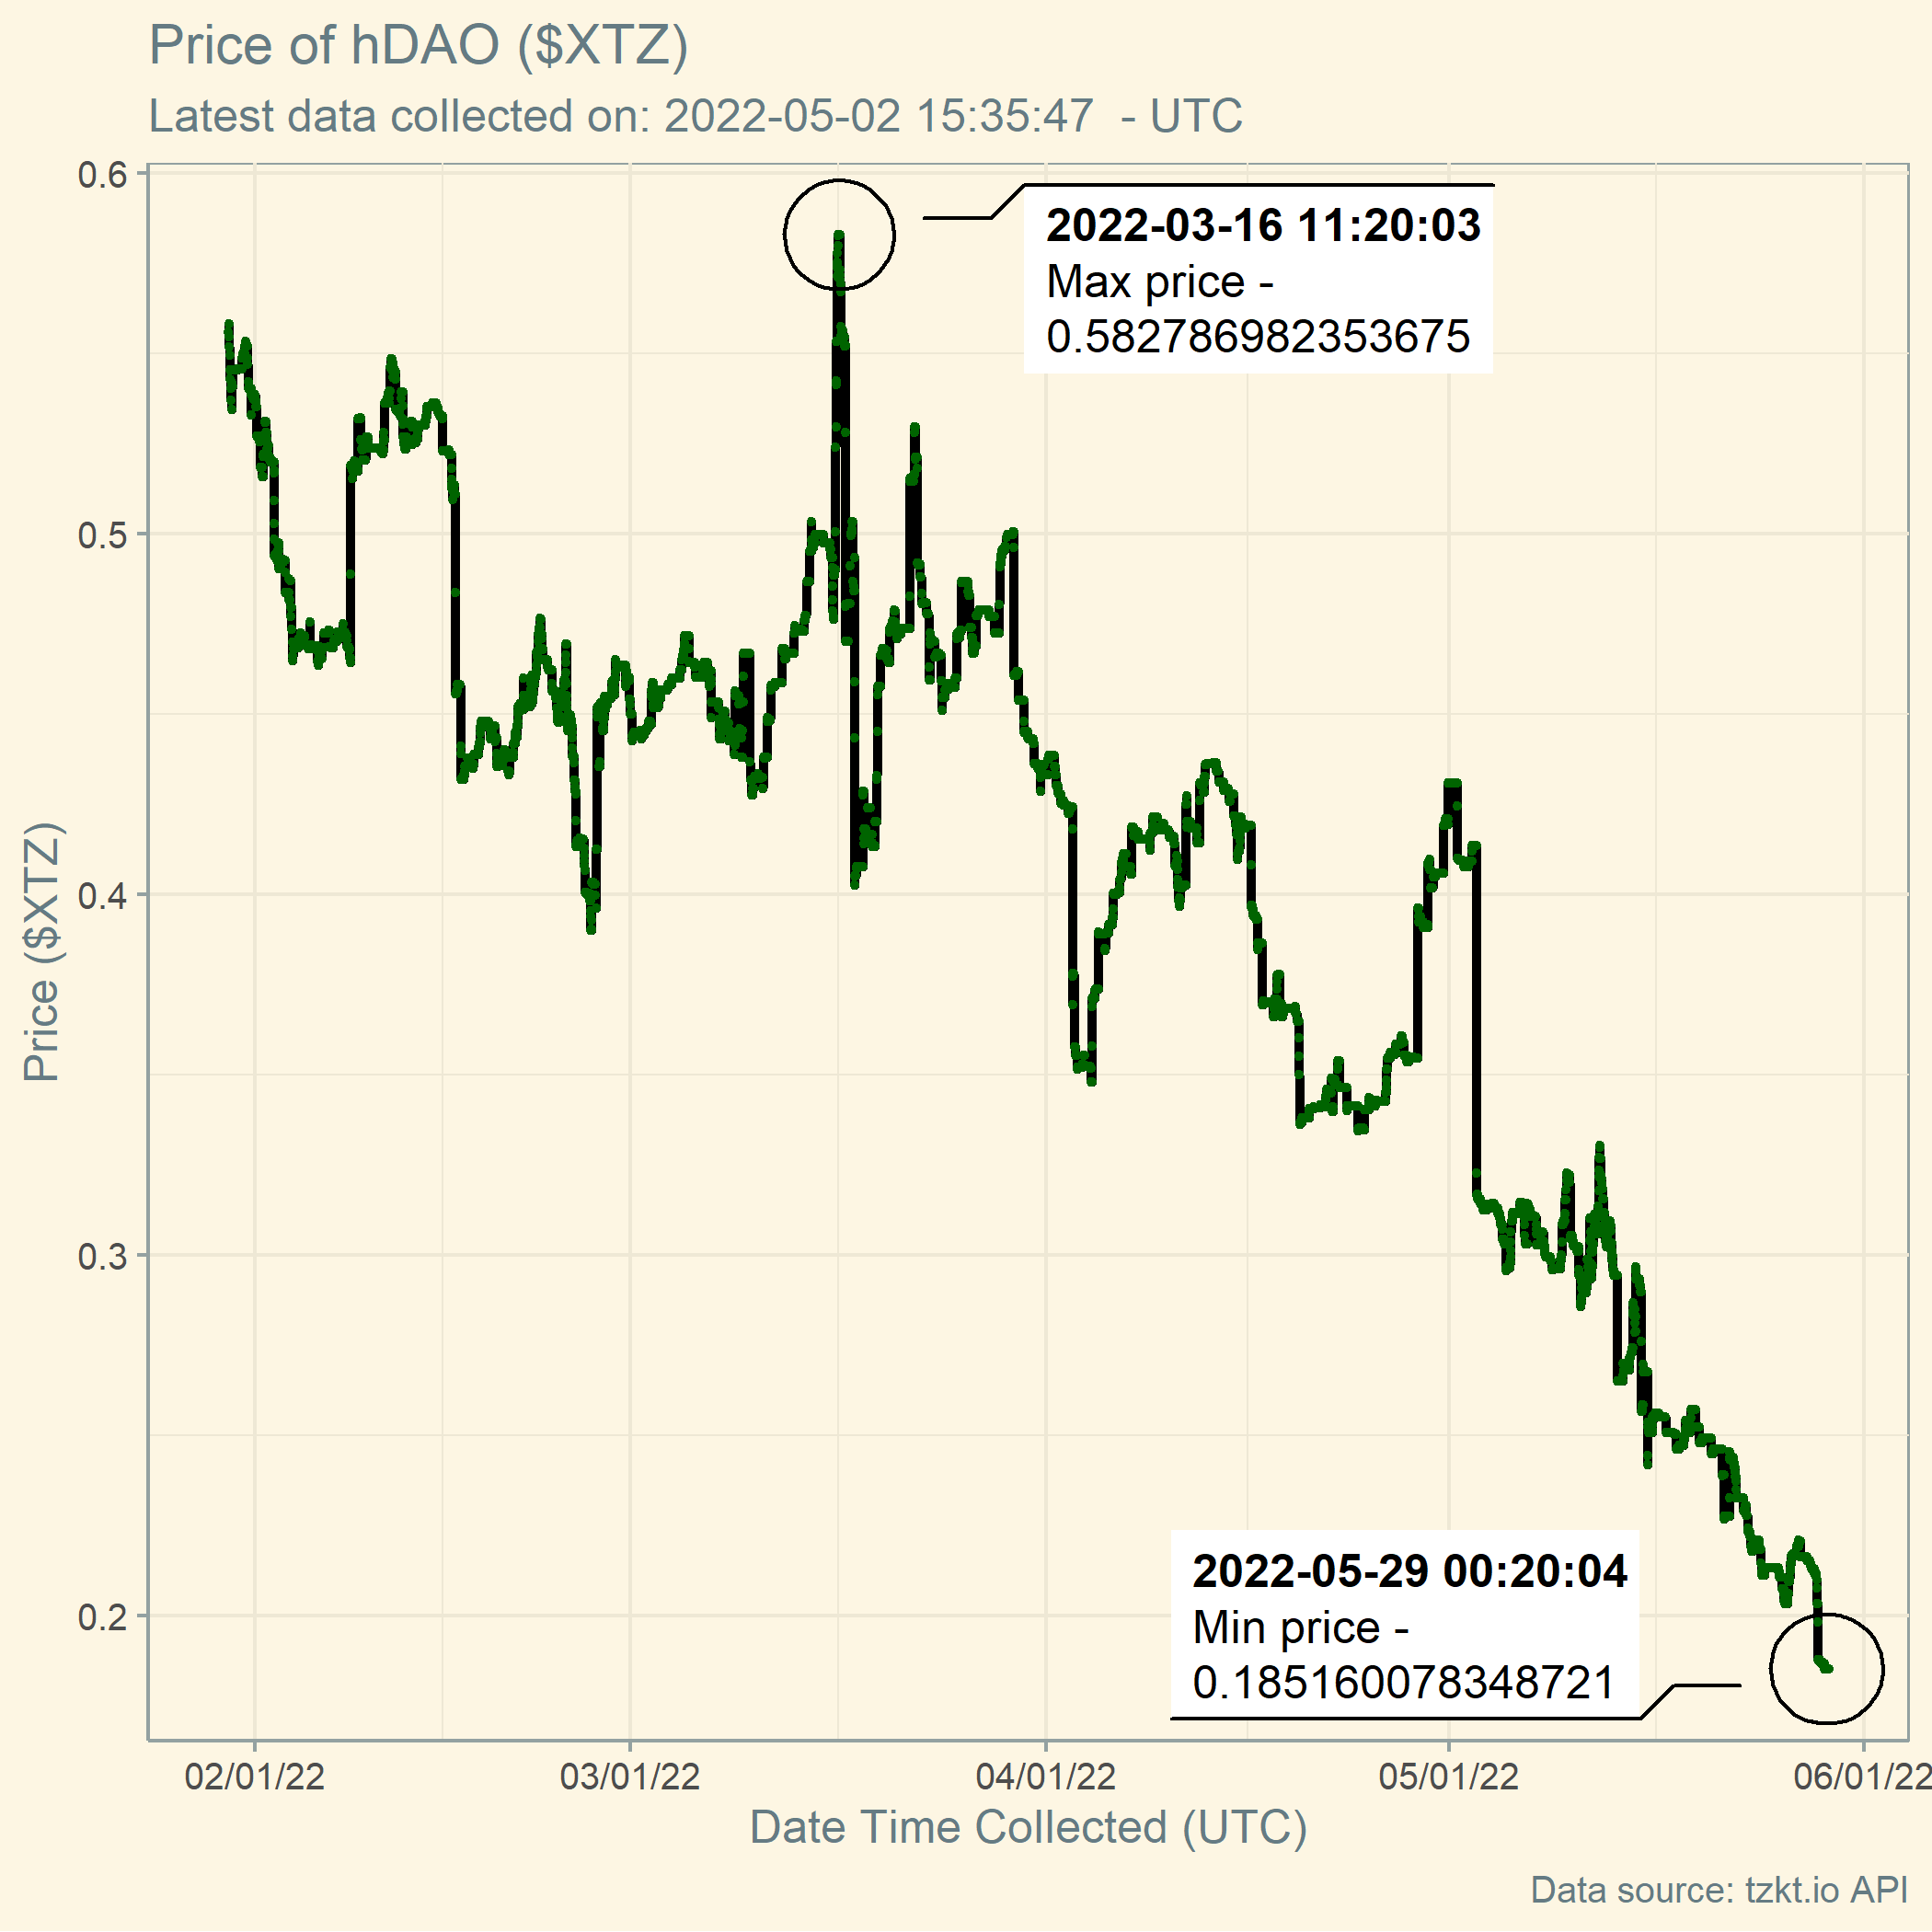 Price of hDAO ($XTZ)
Latest data collected on: 2022-05-02 15:35:47  - UTC
0.6
0.5
0.4
0.3
0.2
Price ($XTZ)
2022-03-16 11:20:03
Max price -
0.582786982353675
2022-05-29 00:20:04
Min price -
0.185160078348721
02/01/22
03/01/22
04/01/22
05/01/22
06/01/22
Date Time Collected (UTC)
Data source: tzkt.io API